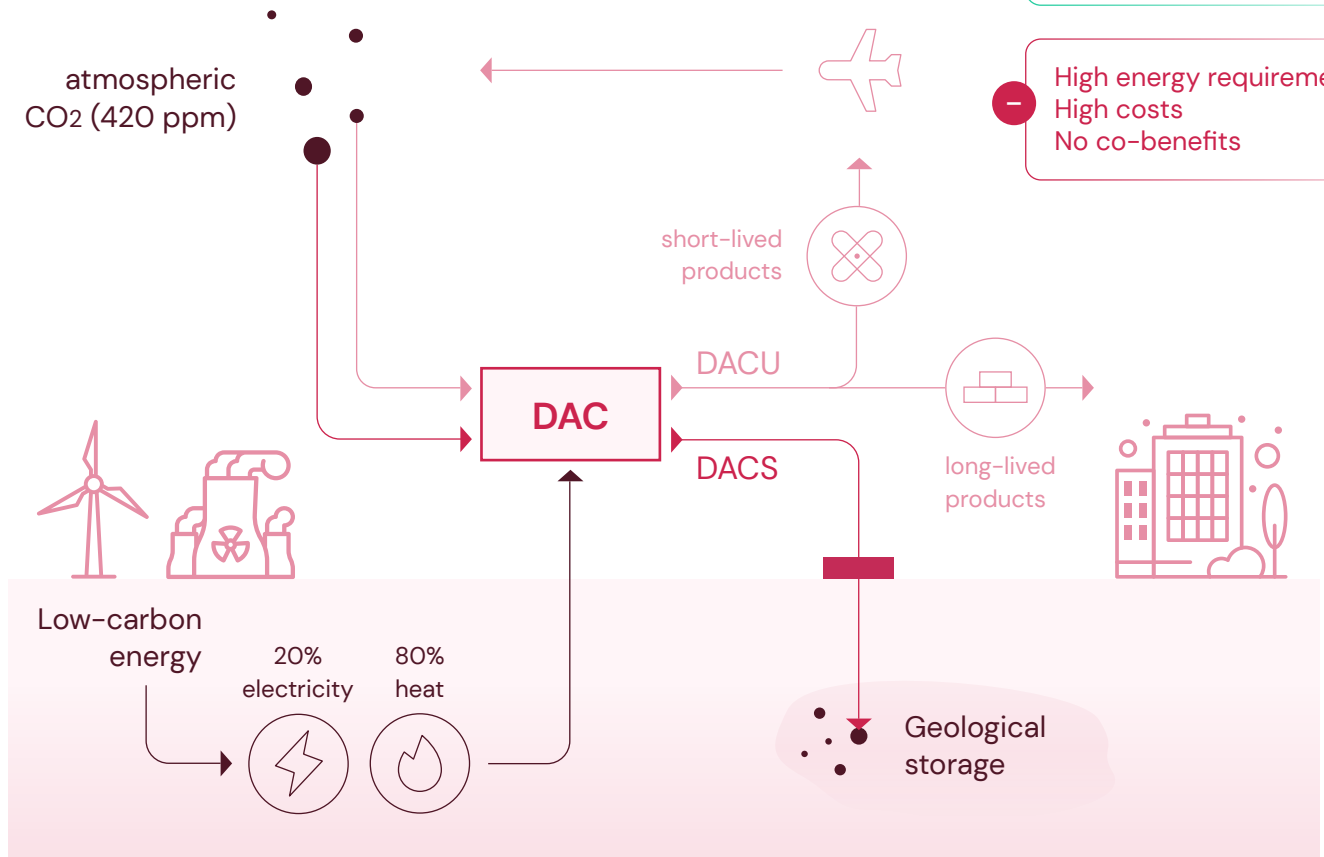 atmospheric
CO2 (420 ppm)
High energy
High costs
No co-benefits
short-lived
products
DACU
DAC
DACS
long-lived
products
Low-carbon
energy
20%
electricity
80%
heat
Geological
storage